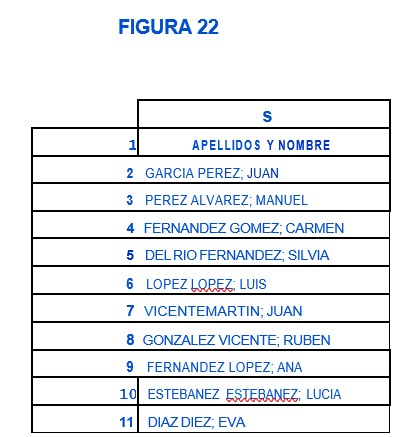 FIGURA 22
S
1 APELLIDOS Y NOMBRE
2 GARCIA PEREZ; JUAN
3 PEREZ ALVAREZ; MANUEL
4 FERNANDEZ GOMEZ; CARMEN
5 DEL RIO FERNANDEZ; SILVIA
6 LOPEZ LOPEZ; LUIS
7 VICENTEMARTIN; JUAN
8 GONZALEZ VICENTE; RUBEN
9 FERNANDEZ LOPEZ; ANA
10 ESTEBANEZ ESTEBANEZ; LUCIA
11 DIAZ DIEZ; EVA